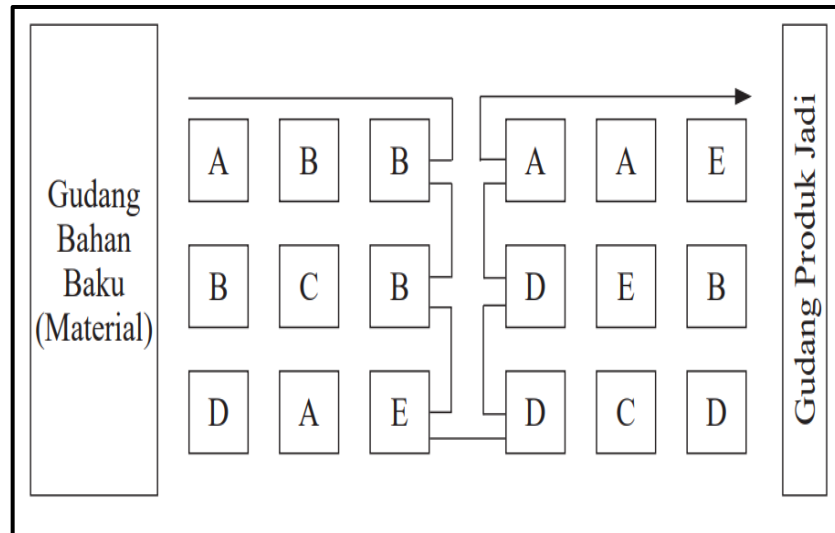 Gudang
Bahan
Baku
(Material)
A B B A A E
B C B D E B
D A E D C D
Gudang Produk Jadi